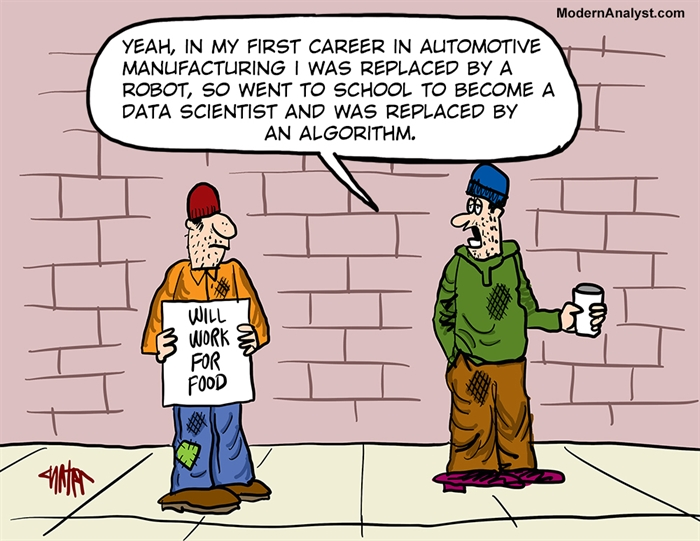 ModernAnalyst.com
YEAH, IN MY FIRST CAREER IN AUTOMOTIVE
MANUFACTURING I WAS REPLACED BY A
ROBOT, SO WENT TO SCHOOL TO BECOME A
DATA SCIENTIST AND WAS REPLACED BY
AN ALGORITHM.
WILL
WORK
FOR
FOOD